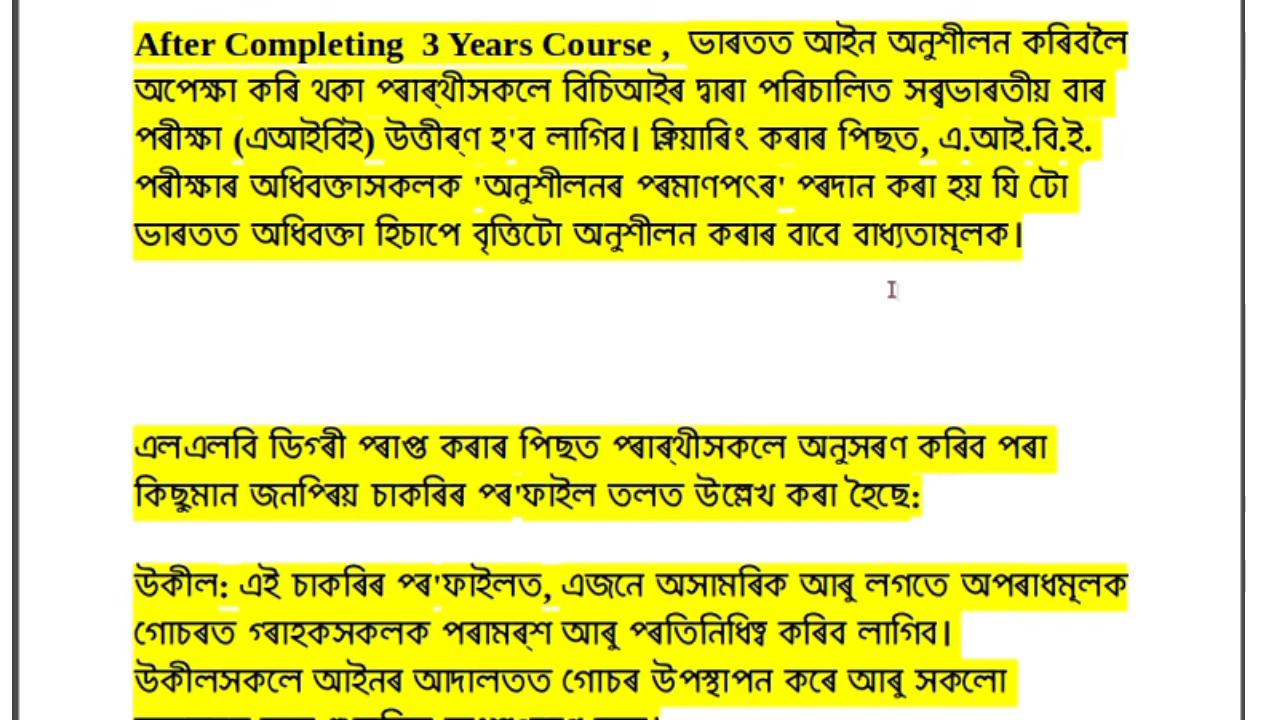 After Completing 3 Years Course , ভাৰতত আইন অনুশীলন কৰিবলৈ
অপেক্ষা কৰি থকা প্ৰাৰ্থীসকলে বিচিআইৰ দ্বাৰা পৰিচালিত সৰ্বভাৰতীয় বাৰ
পৰীক্ষা (এআইবিই) উত্তীৰ্ণ হ'ব লাগিব। ক্লিয়াৰিং কৰাৰ পিছত, এ.আই.বি.ই.
পৰীক্ষাৰ অধিবক্তাসকলক 'অনুশীলনৰ প্ৰমাণপৎৰ' প্ৰদান কৰা হয় যি টো
ভাৰতত অধিবক্তা হিচাপে বৃত্তিটো অনুশীলন কৰাৰ বাবে বাধ্যতামূলক।
এলএলবি ডিগ্ৰী প্ৰাপ্ত কৰাৰ পিছত প্ৰাৰ্থীসকলে অনুসৰণ কৰিব পৰা
কিছুমান জনপ্ৰিয় চাকৰিৰ প্ৰ'ফাইল তলত উল্লেখ কৰা হৈছে:
উকীল: এই চাকৰিৰ প্ৰ'ফাইলত, এজনে অসামৰিক আৰু লগতে অপৰাধমূলক
গোচৰত গ্ৰাহকসকলক পৰামৰ্শ আৰু প্ৰতিনিধিত্ব কৰিব লাগিব।
উকীলসকলে আইনৰ আদালতত গোচৰ উপস্থাপন কৰে আৰু সকলো